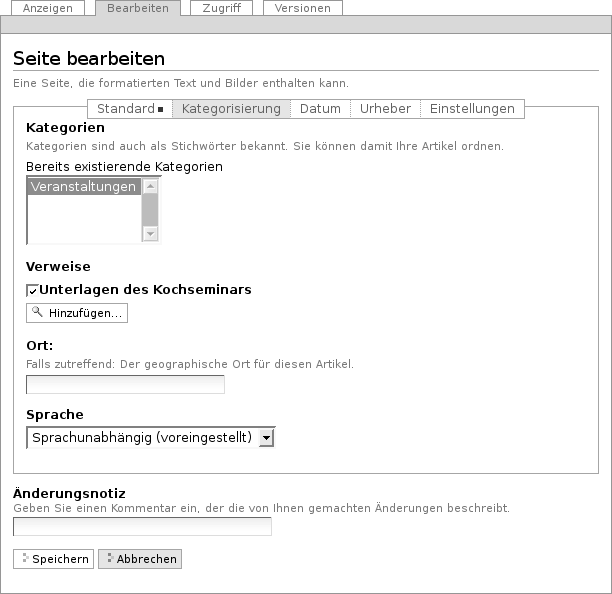 Anzeigen
Bearbeiten
Zugriff
Versionen
Seite bearbeiten
Eine Seite, die formatierten Text und Bilder enthalten kann.
Standard
Kategorisierung
Datum
Urheber
Einstellungen
Kategorien
Kategorien sind auch als Stichwörter bekannt. Sie können damit Ihre Artikel ordnen.
Bereits existierende Kategorien
Veranstaltungen
Verweise
Unterlagen des Kochseminars
Hinzufügen...
Ort:
Falls zutreffend: Der geographische Ort für diesen Artikel.
Sprache
Sprachunabhängig (voreingestellt)
Änderungsnotiz
Geben Sie einen Kommentar ein, der die von Ihnen gemachten Änderungen beschreibt.
Speichern
Abbrechen